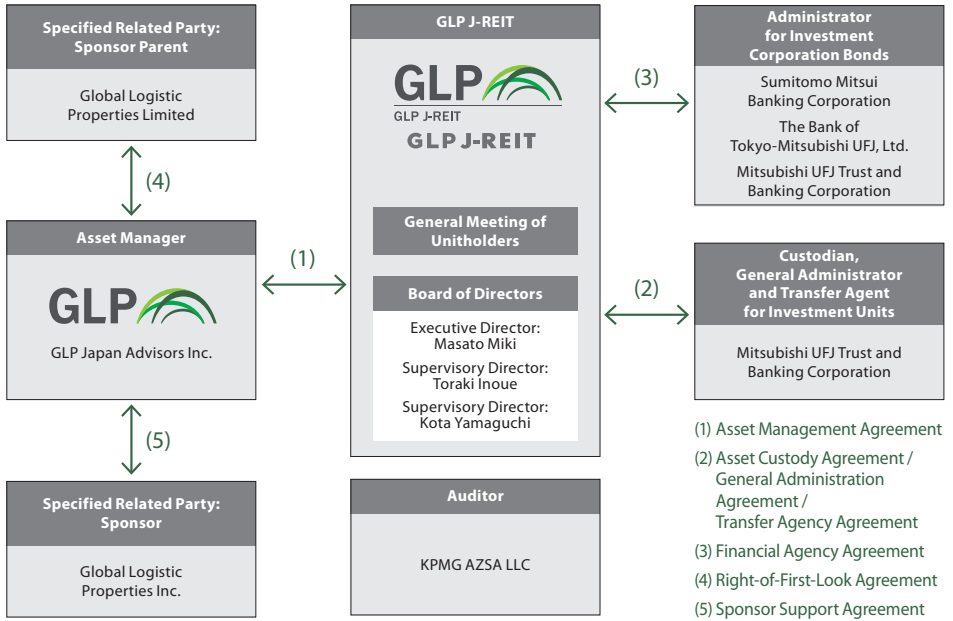 Specified Related Party:
Sponsor Parent
Global Logistic
Properties Limited
(4)
Asset Manager
GLP
GLP Japan Advisors Inc.
(5)
Specified Related Party:
Sponsor
Global Logistic
Properties Inc.
(1)
GLP J-REIT
GLP
GLP J-REIT
GLP J-REIT
General Meeting of
Unitholders
Board of Directors
Executive Director:
Masato Miki
Supervisory Director:
Toraki Inoue
Supervisory Director:
Kota Yamaguchi
Auditor
KPMG AZSA LLC
(3)
(2)
Administrator
for Investment
Corporation Bonds
Sumitomo Mitsui
Banking Corporation
The Bank of
Tokyo-Mitsubishi UFJ, Ltd.
Mitsubishi UFJ Trust and
Banking Corporation
Custodian,
General Administrator
and Transfer Agent
for Investment Units
Mitsubishi UFJ Trust and
Banking Corporation
(1) Asset Management Agreement
(2) Asset Custody Agreement /
General Administration
Agreement /
Transfer Agency Agreement
(3) Financial Agency Agreement
(4) Right-of-First-Look Agreement
(5) Sponsor Support Agreement